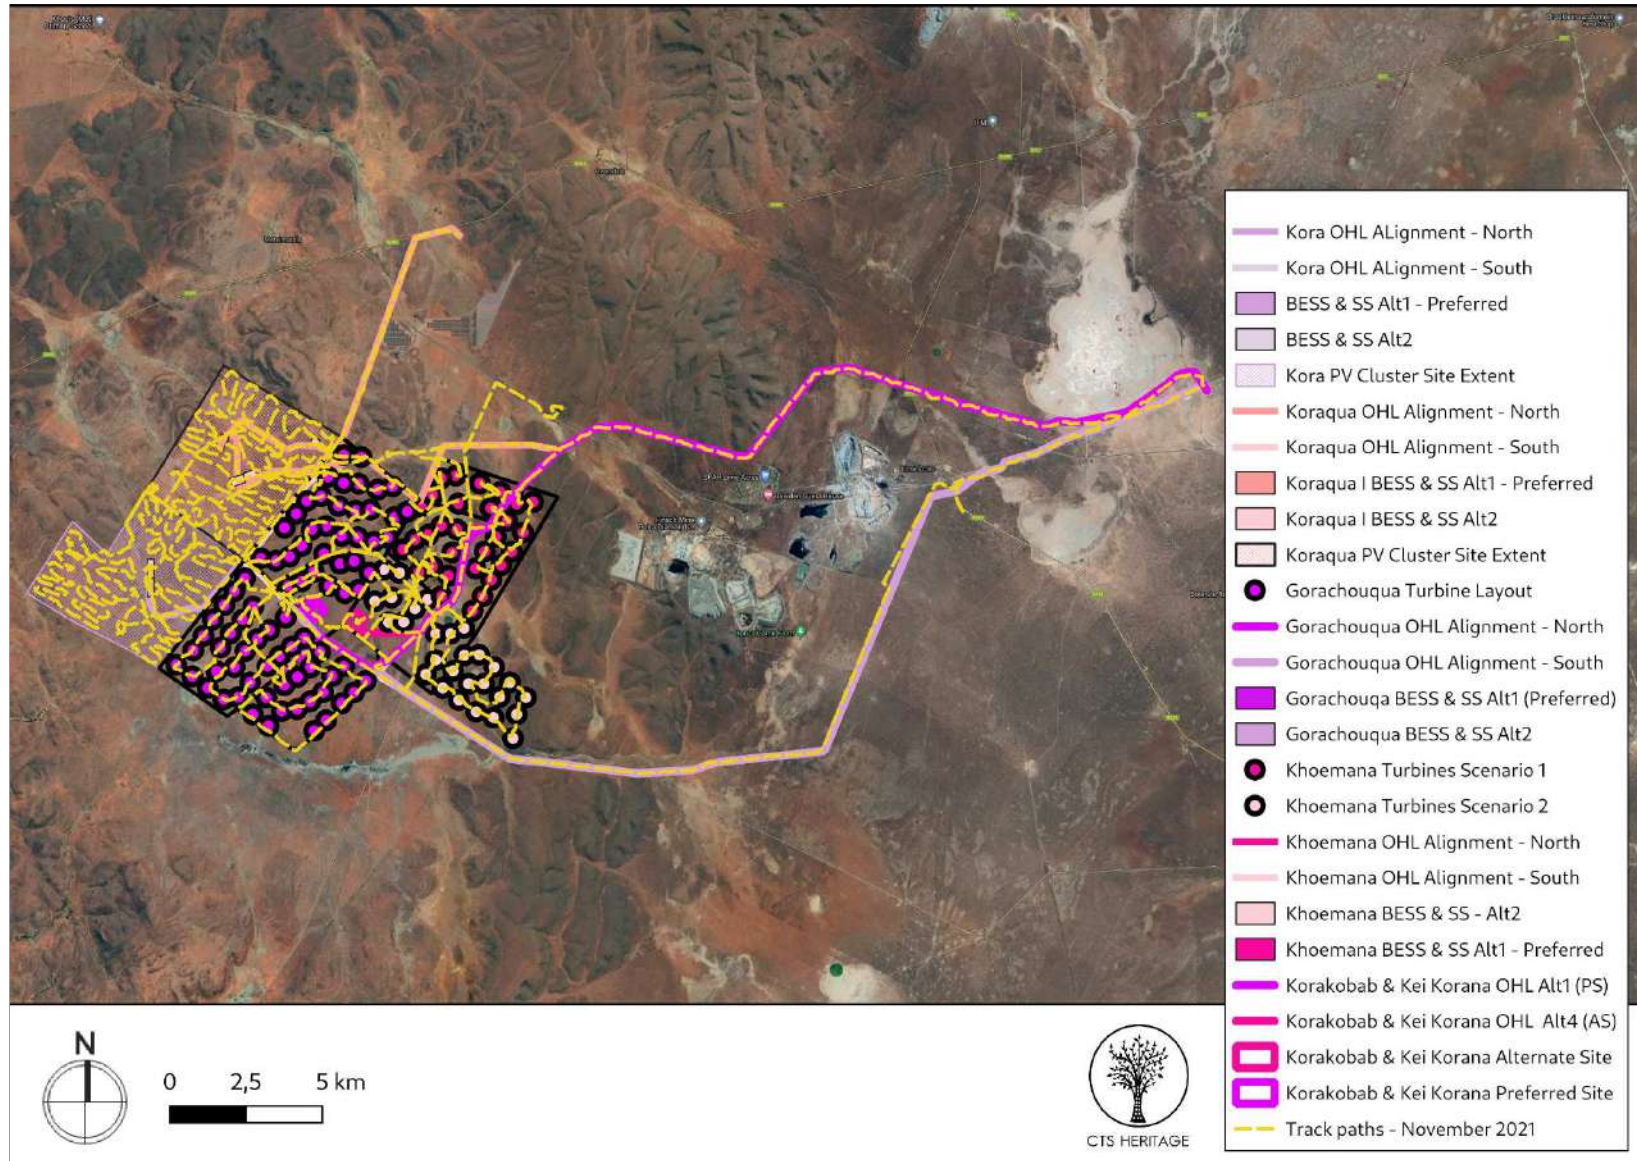 Kora OHL ALignment - North
Kora OHL ALignment - South
BESS & SS Alt1 - Preferred
BESS & SS Alt2
Kora PV Cluster Site Extent
Koraqua OHL Alignment - North
Koraqua OHL Alignment - South
Koraqua I BESS & SS Alt1 - Preferred
Koraqua I BESS & SS Alt2
Koraqua PV Cluster Site Extent
Gorachouqua Turbine Layout
Gorachouqua OHL Alignment - North
Gorachouqua OHL Alignment - South
Gorachouqa BESS & SS Alt1 (Preferred)
Gorachouqua BESS & SS Alt2
Khoemana Turbines Scenario 1
Khoemana Turbines Scenario 2
Khoemana OHL Alignment - North
Khoemana OHL Alignment - South
Khoemana BESS & SS - Alt2
Khoemana BESS & SS Alt1 - Preferred
Korakobab & Kei Korana OHL Alt1 (PS)
Korakobab & Kei Korana OHL Alt4 (AS)
Korakobab & Kei Korana Alternate Site
Korakobab & Kei Korana Preferred Site
Track paths - November 2021
N
0 2,5 5 km
CTS HERITAGE